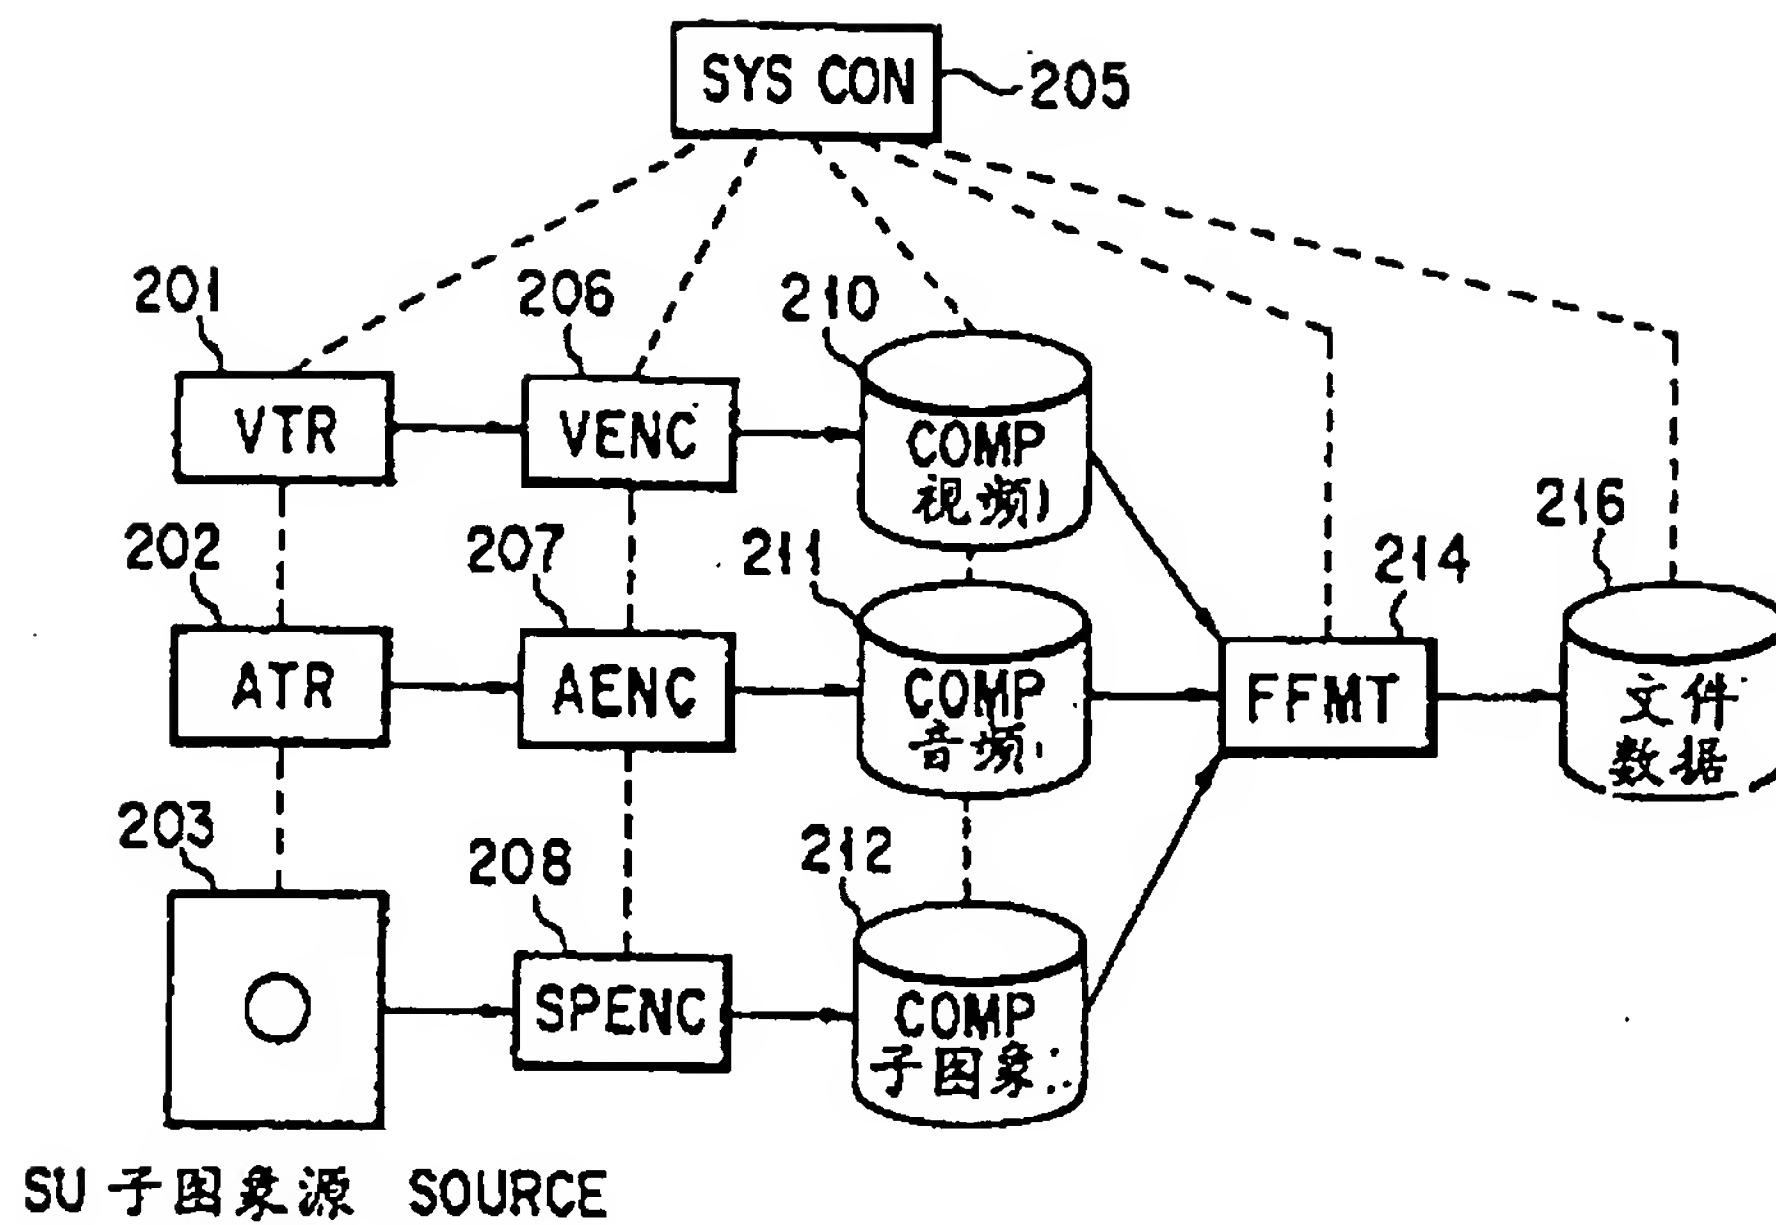 SYS CON
205
201
206
210
VTR
VENC
COMP
视频
202
207
211
214
216
ATR
AENC
COMP
音频
FFMT
文件
数据
203
208
212
SPENC
COMP
子图象
SU 子图象源 SOURCE